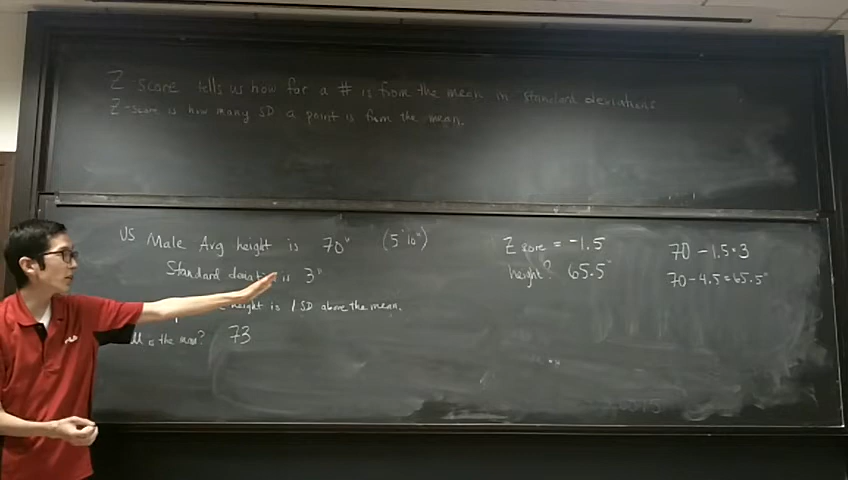 Z score tells us how far a # is from the mean in standard deviations
Z-score is how many SD a point is from the mean.
US Male Avg height is 70" (5'10")
Standard deviation is 3"
height is 1 SD above the mean.
is the man? 73
Z score = -1.5
height? 65.5"
70 - 1.5·3
70 - 4.5 = 65.5"